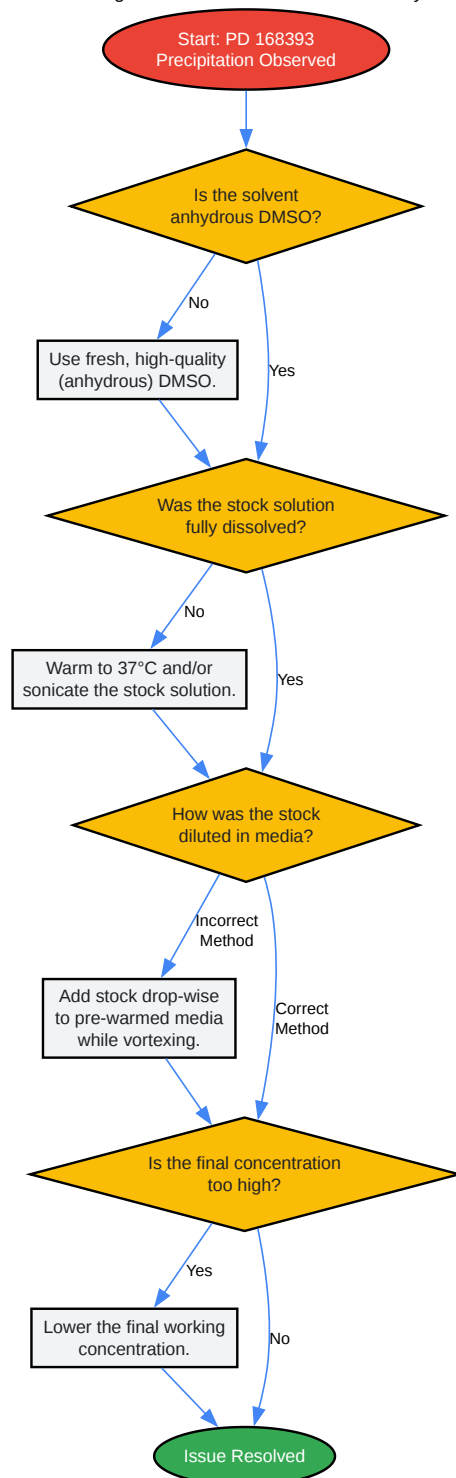 Start: PD 168393
Precipitation Observed
Is the solvent
anhydrous DMSO?
No
Use fresh, high-quality
(anhydrous) DMSO.
Yes
Was the stock solution
fully dissolved?
No
Warm to 37°C and/or
sonicate the stock solution.
Yes
How was the stock
diluted in media?
Incorrect
Method
Add stock drop-wise
to pre-warmed media
while vortexing.
Correct
Method
Is the final concentration
too high?
Yes
Lower the final working
concentration.
No
Issue Resolved